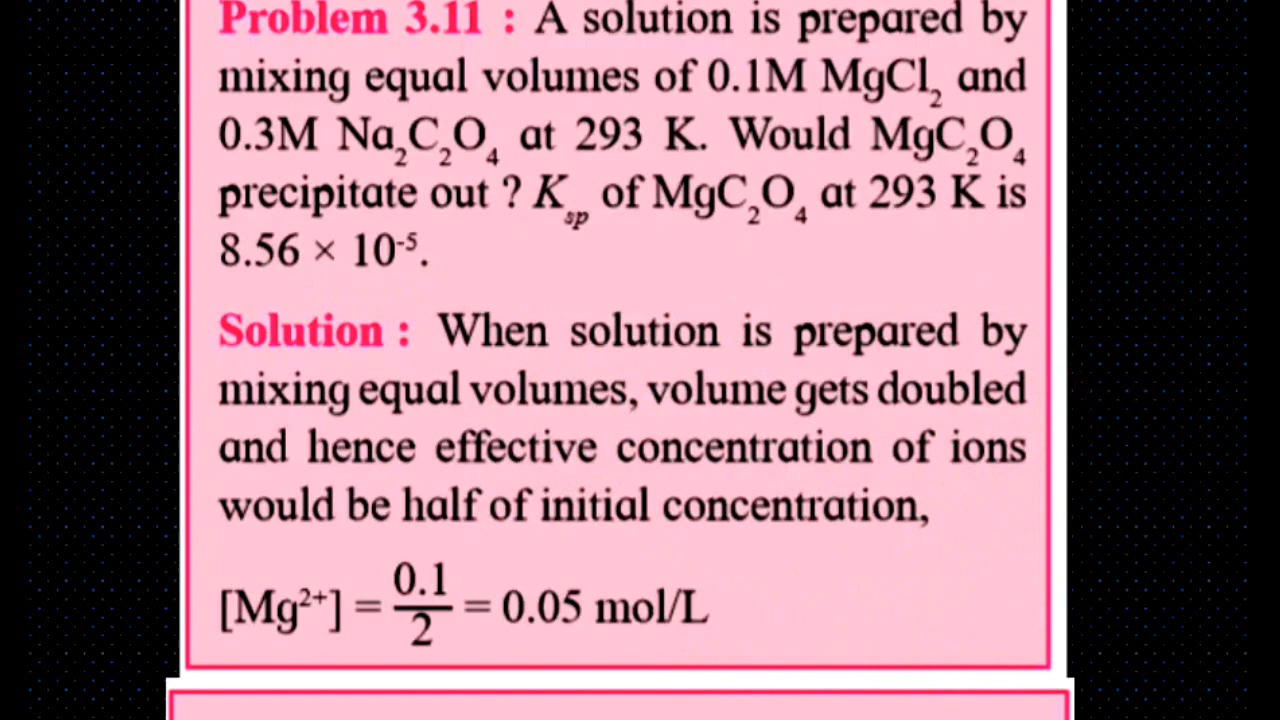 Problem 3.11 : A solution is prepared by
mixing equal volumes of 0.1M MgCl₂ and
0.3M Na₂C₂O₄ at 293 K. Would MgC₂O₄
precipitate out ? Kₛₚ of MgC₂O₄ at 293 K is
8.56 × 10⁻⁵.
Solution : When solution is prepared by
mixing equal volumes, volume gets doubled
and hence effective concentration of ions
would be half of initial concentration,
[Mg²⁺] = 0.1/2 = 0.05 mol/L